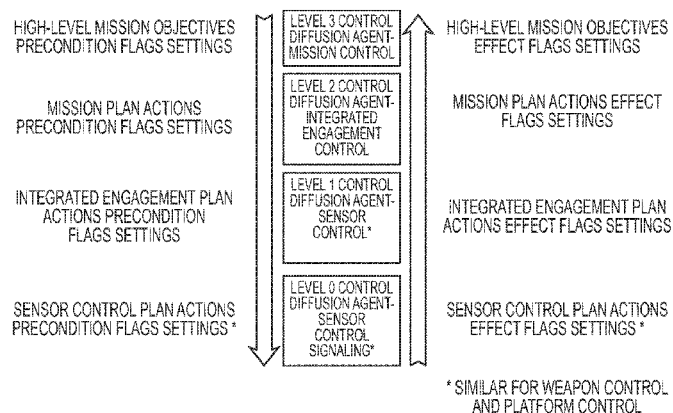 HIGH-LEVEL MISSION OBJECTIVES
PRECONDITION FLAGS SETTINGS
LEVEL 3 CONTROL
DIFFUSION AGENT-
MISSION CONTROL
HIGH-LEVEL MISSION OBJECTIVES
EFFECT FLAGS SETTINGS
MISSION PLAN ACTIONS
PRECONDITION FLAGS SETTINGS
LEVEL 2 CONTROL
DIFFUSION AGENT-
INTEGRATED
ENGAGEMENT
CONTROL
MISSION PLAN ACTIONS EFFECT
FLAGS SETTINGS
INTEGRATED ENGAGEMENT PLAN
ACTIONS PRECONDITION
FLAGS SETTINGS
LEVEL 1 CONTROL
DIFFUSION AGENT-
SENSOR
CONTROL*
INTEGRATED ENGAGEMENT PLAN
ACTIONS EFFECT FLAGS SETTINGS
SENSOR CONTROL PLAN ACTIONS
PRECONDITION FLAGS SETTINGS *
LEVEL 0 CONTROL
DIFFUSION AGENT-
SENSOR
CONTROL
SIGNALING*
SENSOR CONTROL PLAN ACTIONS
EFFECT FLAGS SETTINGS *
* SIMILAR FOR WEAPON CONTROL
AND PLATFORM CONTROL